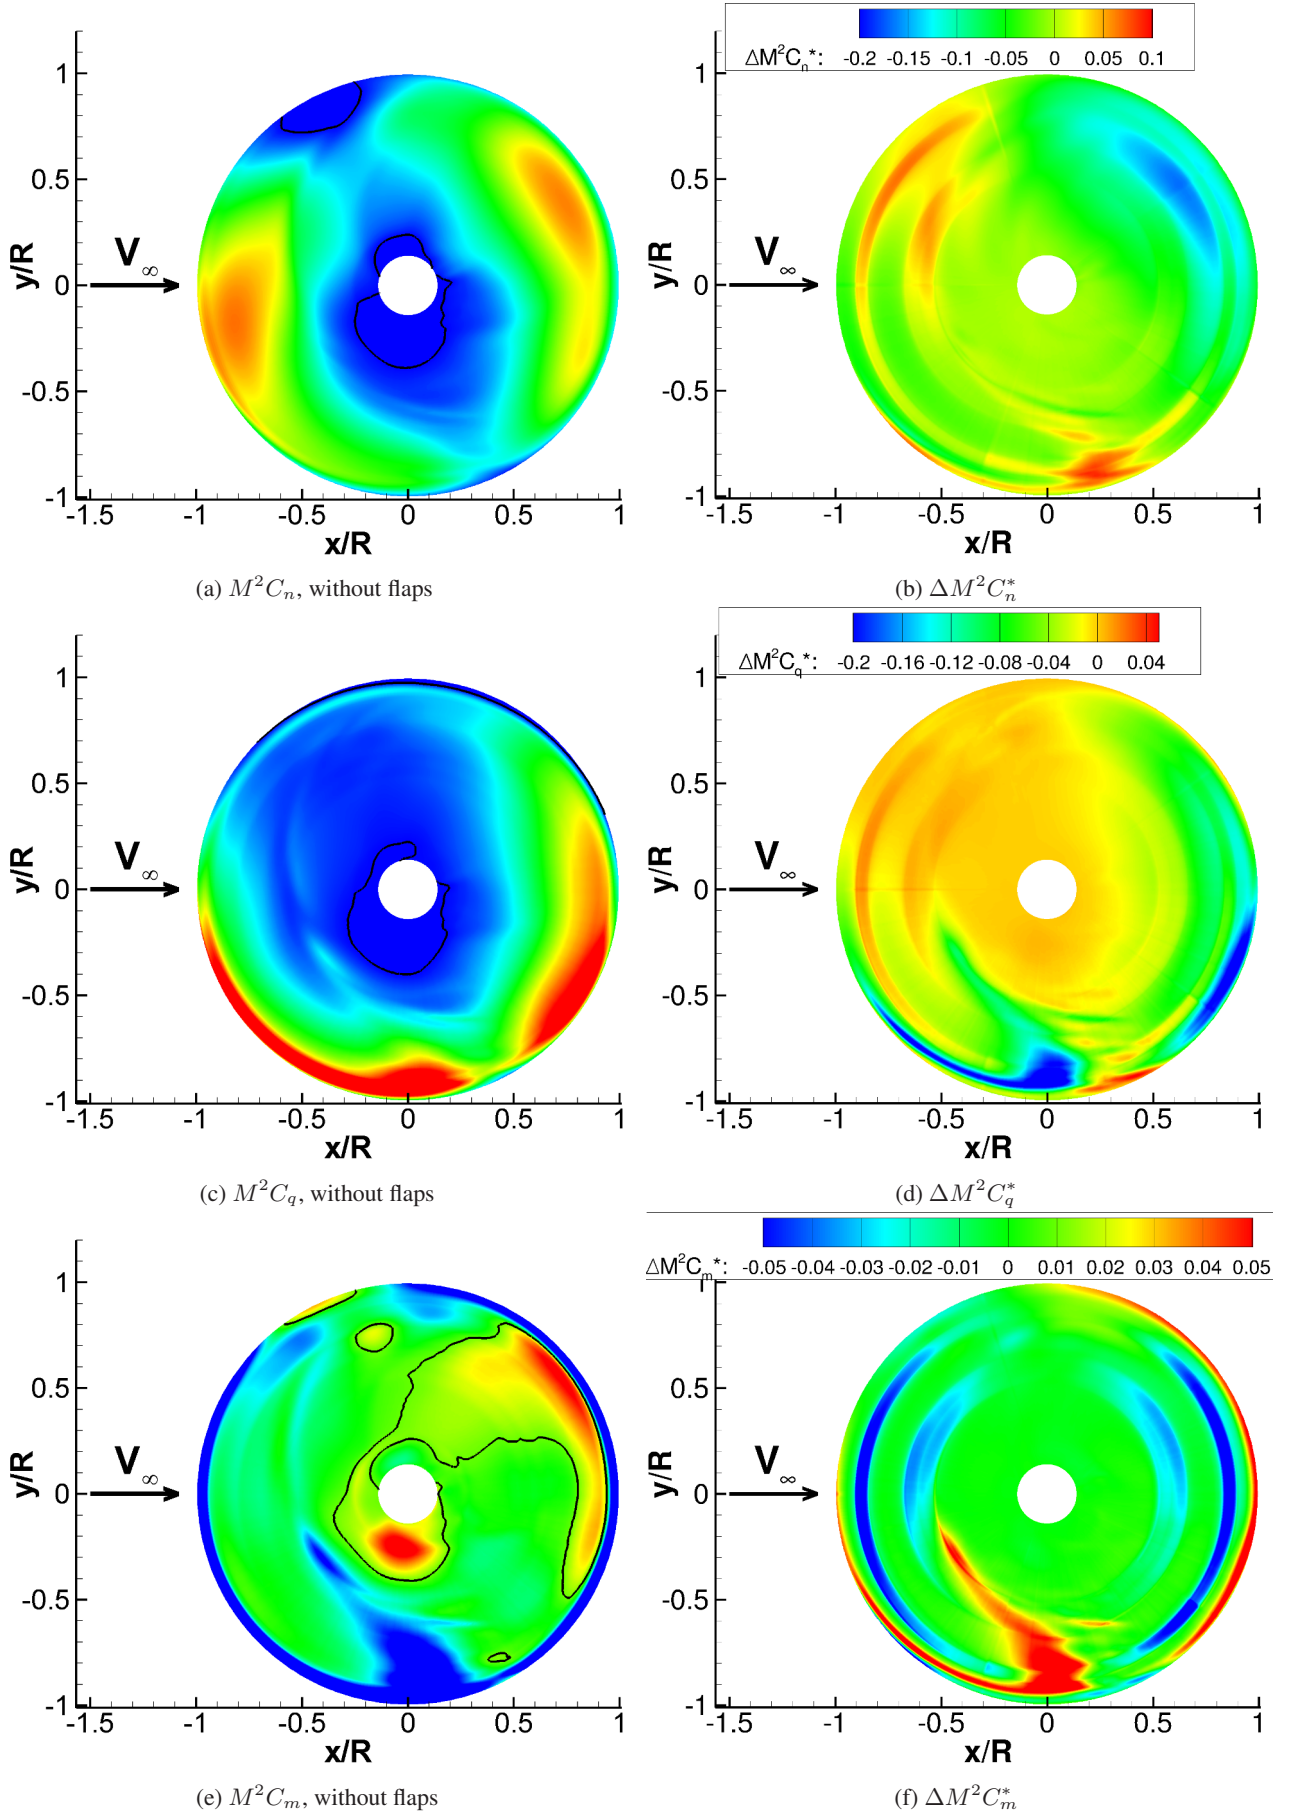 ΔM²Cₙ*: -0.2 -0.15 -0.1 -0.05 0 0.05 0.1
1 0.5 0 -0.5 -1
y/R
V∞
-1.5 -1 -0.5 0 0.5 1
x/R
1 0.5 0 -0.5 -1
y/R
V∞
-1.5 -1 -0.5 0 0.5 1
x/R
(a) M²Cₙ, without flaps
(b) ΔM²Cₙ*
ΔM²C_q*: -0.2 -0.16 -0.12 -0.08 -0.04 0 0.04
1 0.5 0 -0.5 -1
y/R
V∞
-1.5 -1 -0.5 0 0.5 1
x/R
1 0.5 0 -0.5 -1
y/R
V∞
-1.5 -1 -0.5 0 0.5 1
x/R
(c) M²C_q, without flaps
(d) ΔM²C_q*
ΔM²Cₘ*: -0.05 -0.04 -0.03 -0.02 -0.01 0 0.01 0.02 0.03 0.04 0.05
1 0.5 0 -0.5 -1
y/R
V∞
-1.5 -1 -0.5 0 0.5 1
x/R
1 0.5 0 -0.5 -1
y/R
V∞
-1.5 -1 -0.5 0 0.5 1
x/R
(e) M²Cₘ, without flaps
(f) ΔM²Cₘ*